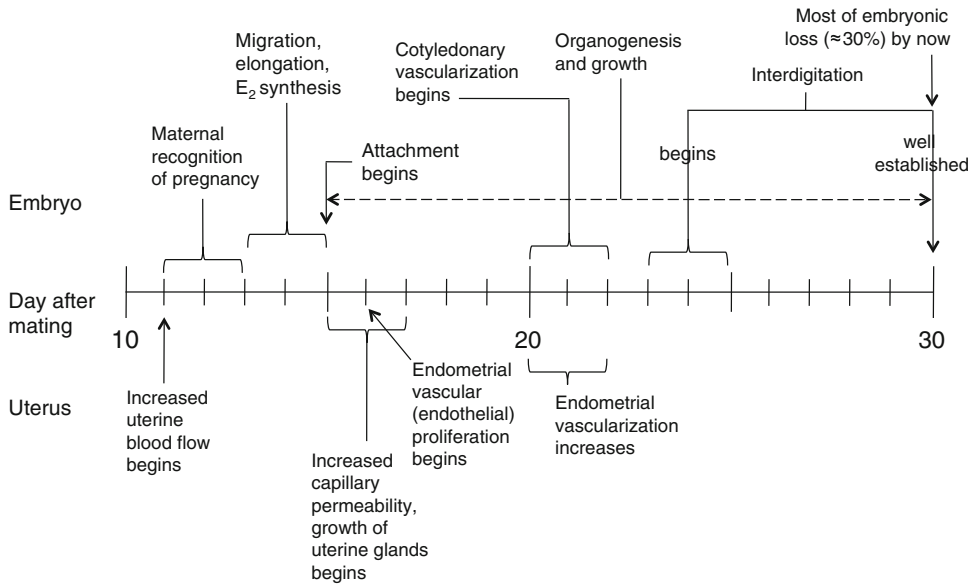 Most of embryonic
loss (≈30%) by now
Migration,
elongation,
E2 synthesis
Cotyledonary
vascularization
begins
Organogenesis
and growth
Interdigitation
Maternal
recognition
of pregnancy
Attachment
begins
begins
well
established
Embryo
Day after
mating
10
20
30
Uterus
Increased
uterine
blood flow
begins
Increased
capillary
permeability,
growth of
uterine glands
begins
Endometrial
vascular
(endothelial)
proliferation
begins
Endometrial
vascularization
increases